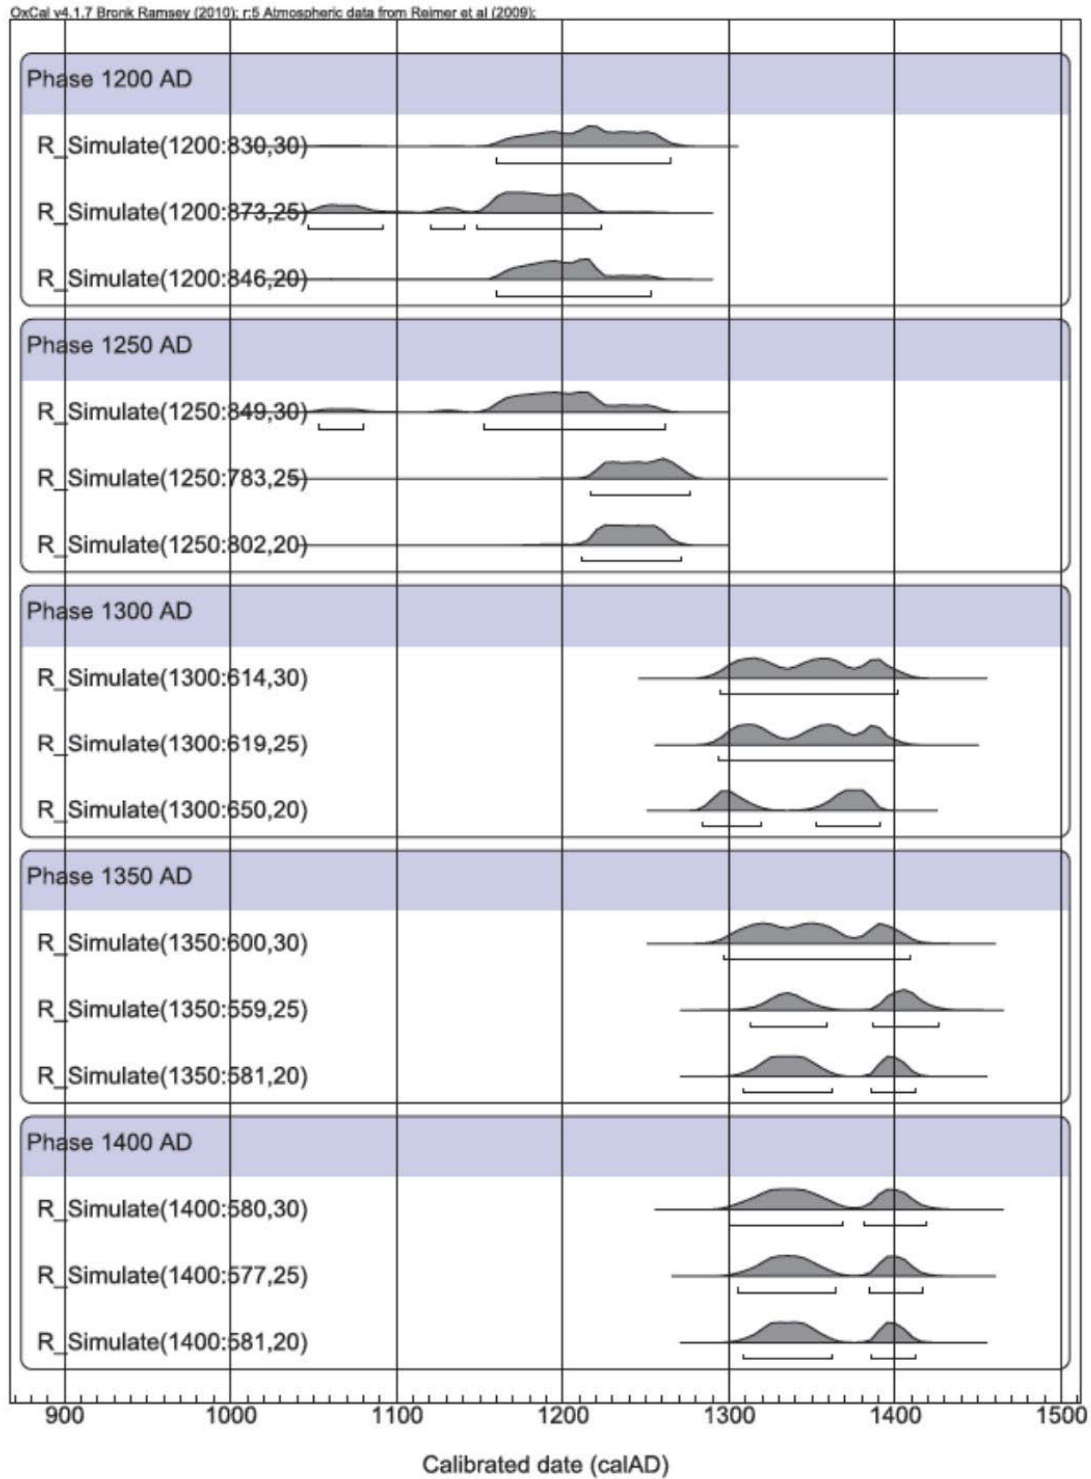 OxCal v4.1.7 Bronk Ramsey (2010); r:5 Atmospheric data from Reimer et al (2009);
Phase 1200 AD
R_Simulate(1200:830,30)
R_Simulate(1200:873,25)
R_Simulate(1200:846,20)
Phase 1250 AD
R_Simulate(1250:849,30)
R_Simulate(1250:783,25)
R_Simulate(1250:802,20)
Phase 1300 AD
R_Simulate(1300:614,30)
R_Simulate(1300:619,25)
R_Simulate(1300:650,20)
Phase 1350 AD
R_Simulate(1350:600,30)
R_Simulate(1350:559,25)
R_Simulate(1350:581,20)
Phase 1400 AD
R_Simulate(1400:580,30)
R_Simulate(1400:577,25)
R_Simulate(1400:581,20)
900 1000 1100 1200 1300 1400 1500
Calibrated date (calAD)